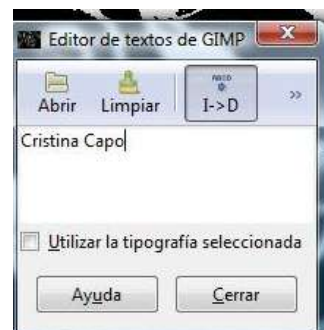 Editor de textos de GIMP
Abrir Limpiar I->D »
Cristina Capo
Utilizar la tipografía seleccionada
Ayuda Cerrar